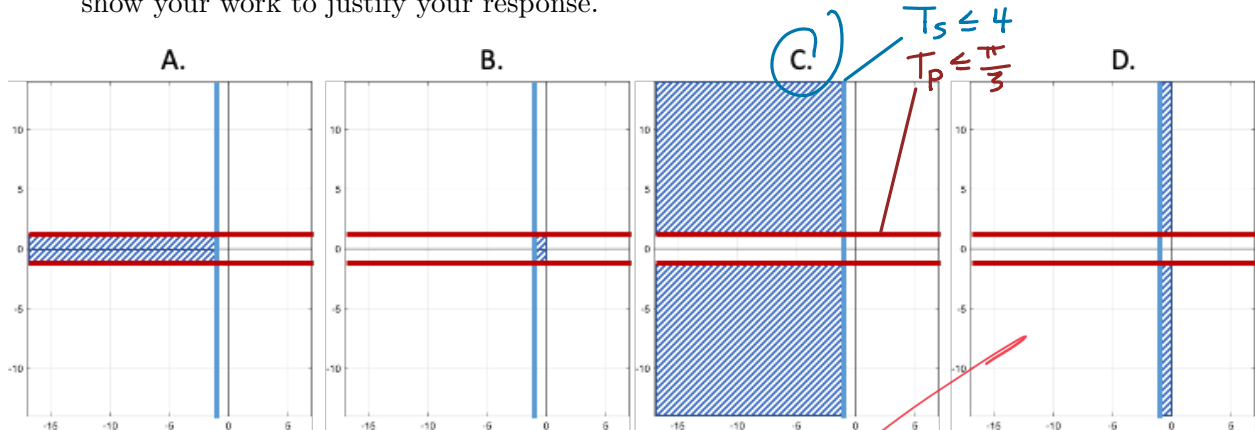 show your work to justify your response.
A. B. C. D.
T_s ≤ 4
T_p ≤ π/3
10 10 10 10
5 5 5 5
0 0 0 0
-5 -5 -5 -5
-10 -10 -10 -10
-15 -10 -5 0 5 -15 -10 -5 0 5 -15 -10 -5 0 5 -15 -10 -5 0 5